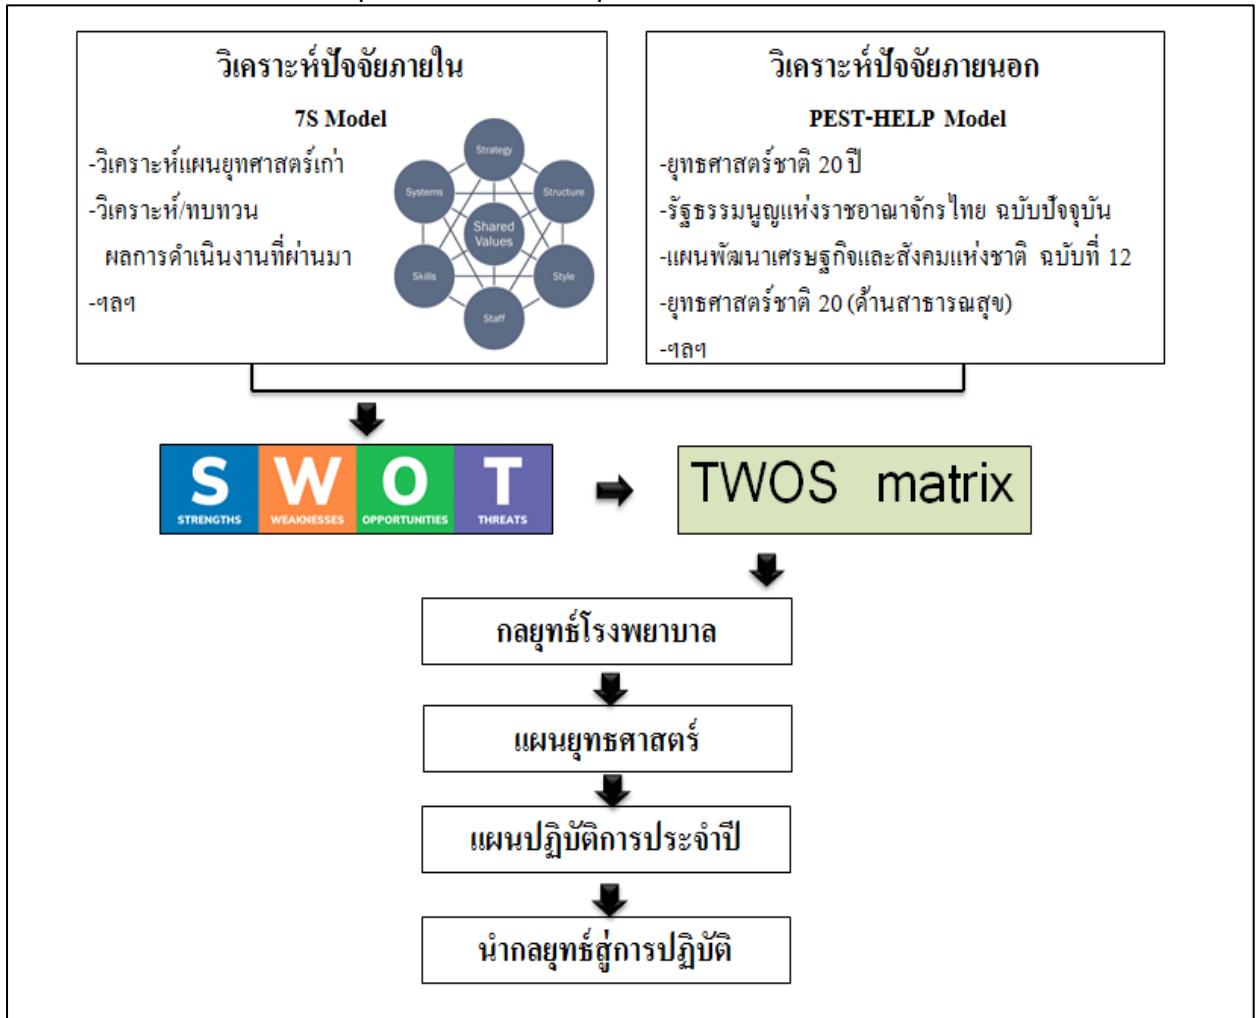 วิเคราะห์ปัจจัยภายใน
7S Model
-วิเคราะห์แผนยุทศาสตร์เก่า
-วิเคราะห์/ทบทวน
ผลการดำเนินงานที่ผ่านมา
-ฯลฯ
Strategy
Systems
Structure
Shared
Values
Skills
Style
Staff
วิเคราะห์ปัจจัยภายนอก
PEST-HELP Model
-ยุทธศาสตร์ชาติ 20 ปี
-รัฐธรรมนูญแห่งราชอาณาจักรไทย ฉบับปัจจุบัน
-แผนพัฒนาเศรษฐกิจและสังคมแห่งชาติ ฉบับที่ 12
-ยุทธศาสตร์ชาติ 20 (ด้านสาธารณสุข)
-ฯลฯ
S W O T
STRENGTHS WEAKNESSES OPPORTUNITIES THREATS
TWOS matrix
กลยุทธ์โรงพยาบาล
แผนยุทธศาสตร์
แผนปฏิบัติการประจำปี
นำกลยุทธ์สู่การปฏิบัติ